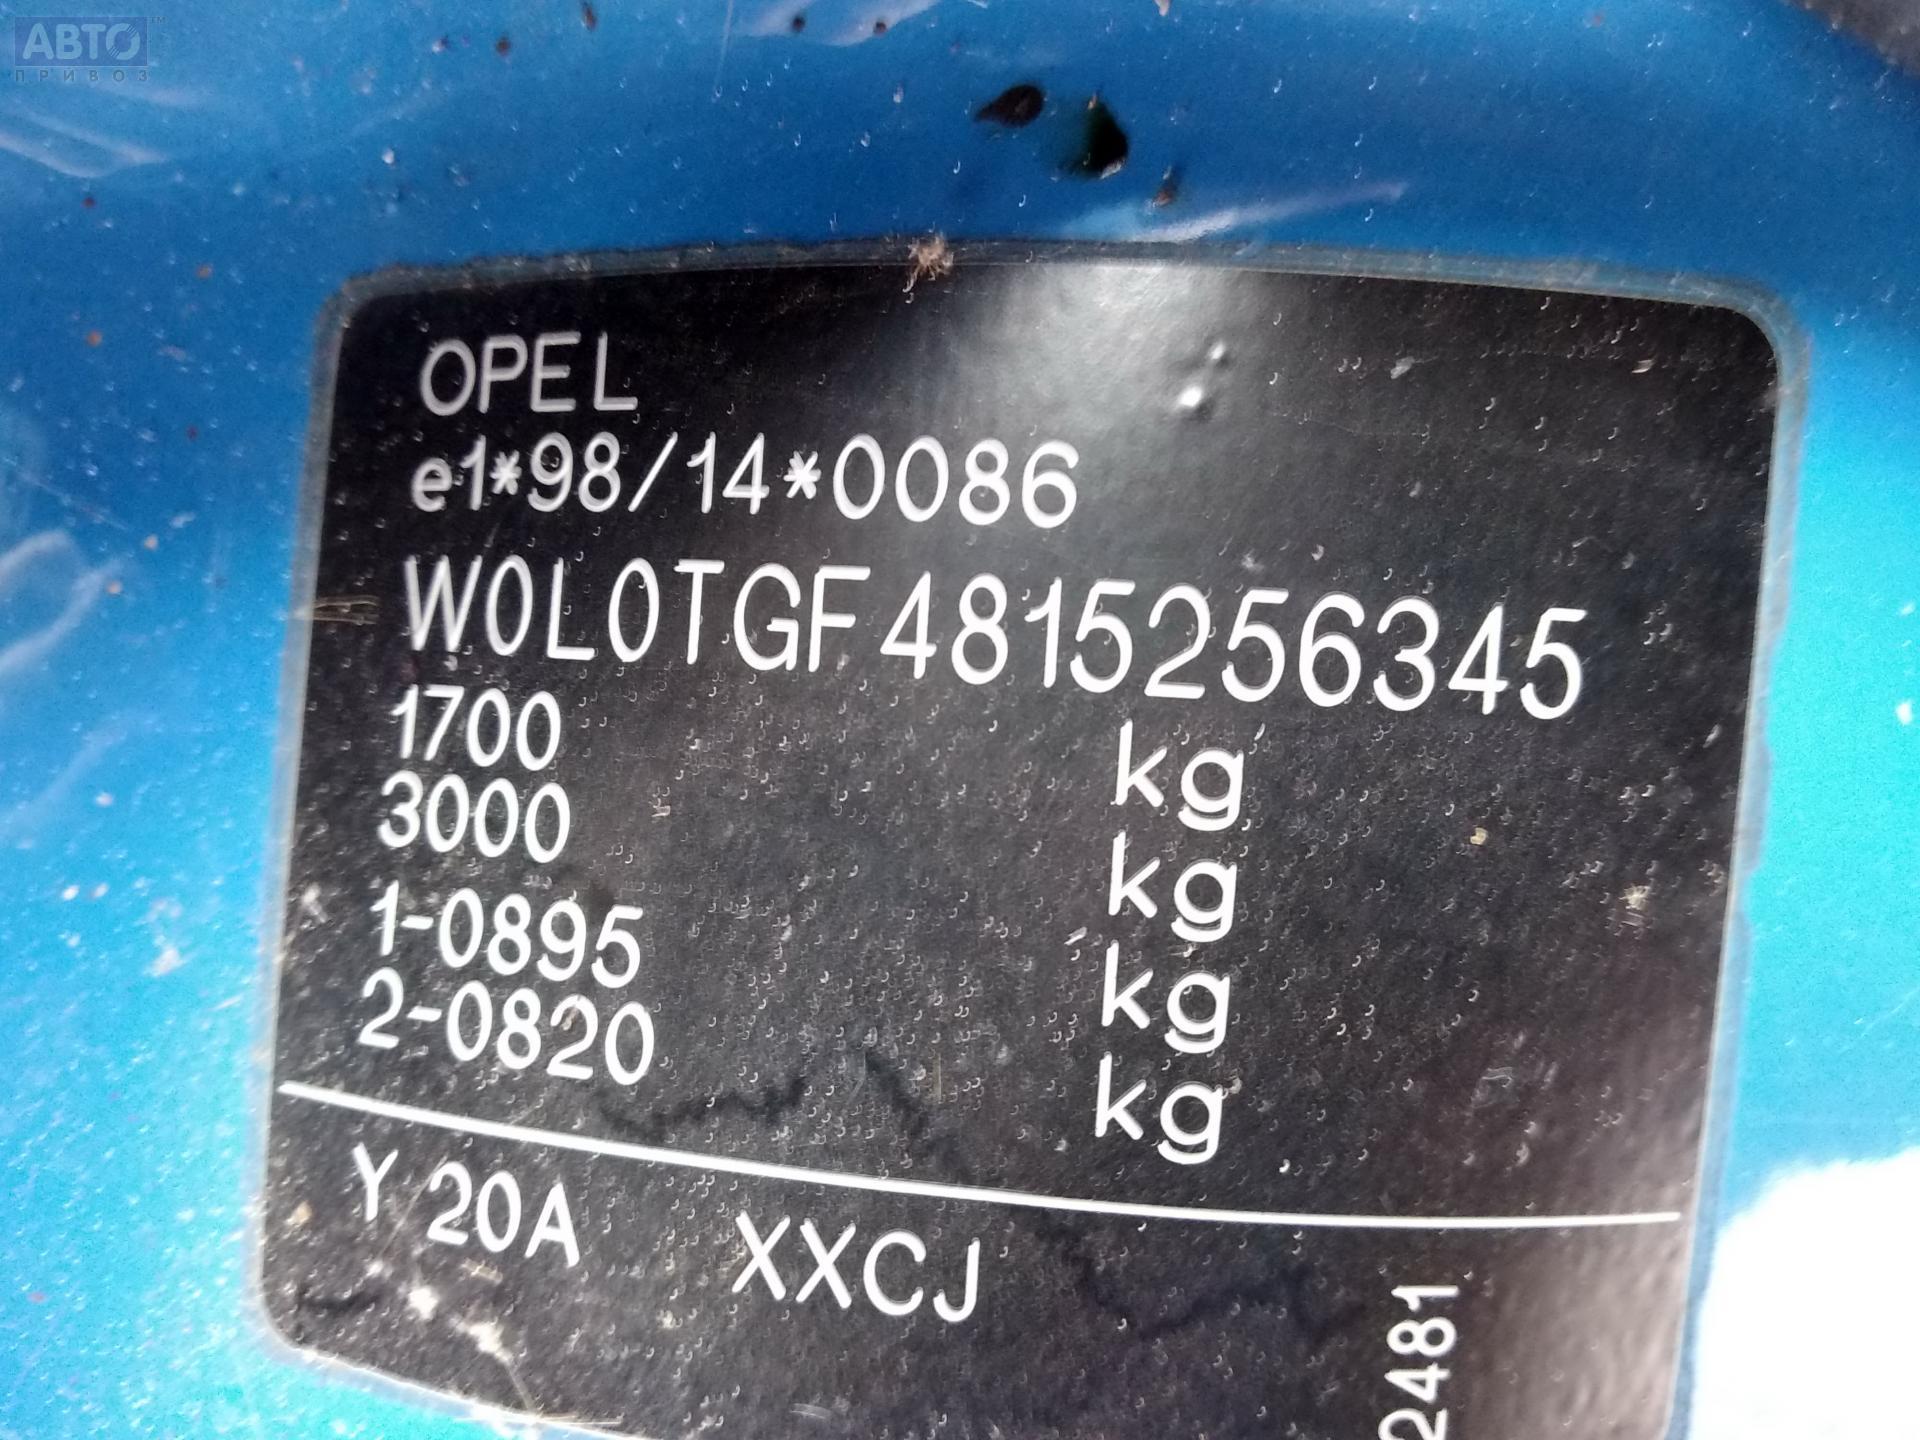 АВТО™
ПРИВОЗ
OPEL
e1*98/14*0086
W0L0TGF4815256345
1700 kg
3000 kg
1-0895 kg
2-0820 kg
Y 20A XXCJ
2481